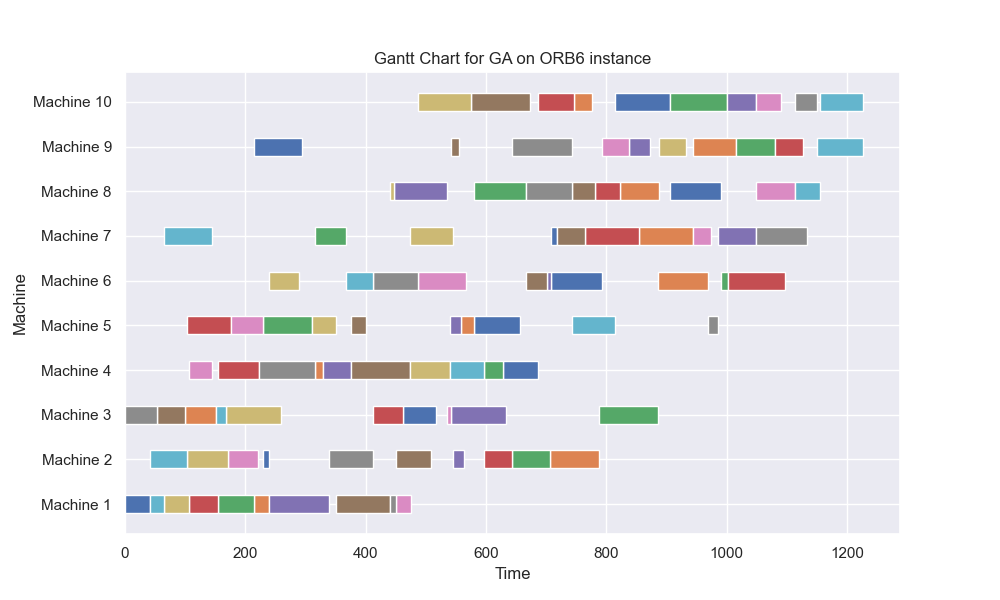 Gantt Chart for GA on ORB6 instance
Machine 10
Machine 9
Machine 8
Machine 7
Machine 6
Machine 5
Machine 4
Machine 3
Machine 2
Machine 1
Machine
0 200 400 600 800 1000 1200
Time